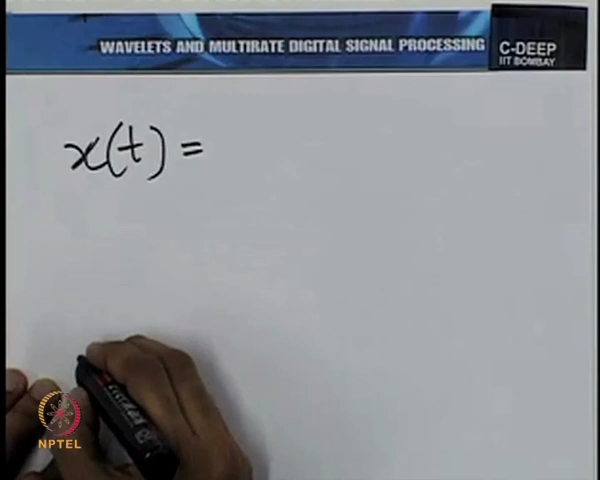 WAVELETS AND MULTIRATE DIGITAL SIGNAL PROCESSING
C-DEEP
IIT BOMBAY
x(t) =
NPTEL